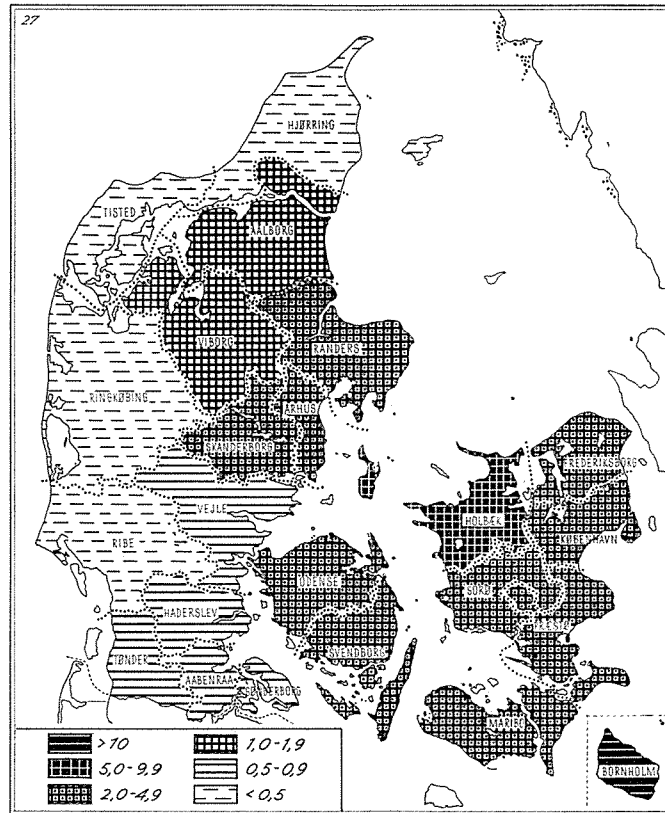 27
HJØRRING
TISTED
AALBORG
VIBORG
RANDERS
RINGKØBING
ARHUS
SKANDERBORG
FREDERIKSBORG
HOLBÆK
VEJLE
KØBENHAVN
RIBE
ODENSE
SORØ
HADERSLEV
PRÆSTØ
SVENDBORG
TØNDER
AABENRAA
SØNDERBORG
MARIBO
>10 1,0-1,9
5,0-9,9 0,5-0,9
2,0-4,9 <0,5
BORNHOLM